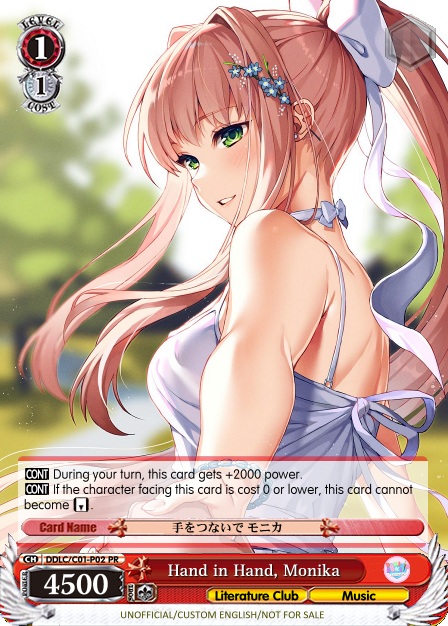 LEVEL
1
1
COST
CONT During your turn, this card gets +2000 power.
CONT If the character facing this card is cost 0 or lower, this card cannot
become .
Card Name 手をつないで モニカ
CH DDLC/C01-P02 PR
POWER 4500 SOUL Hand in Hand, Monika
Literature Club Music
UNOFFICIAL/CUSTOM ENGLISH/NOT FOR SALE